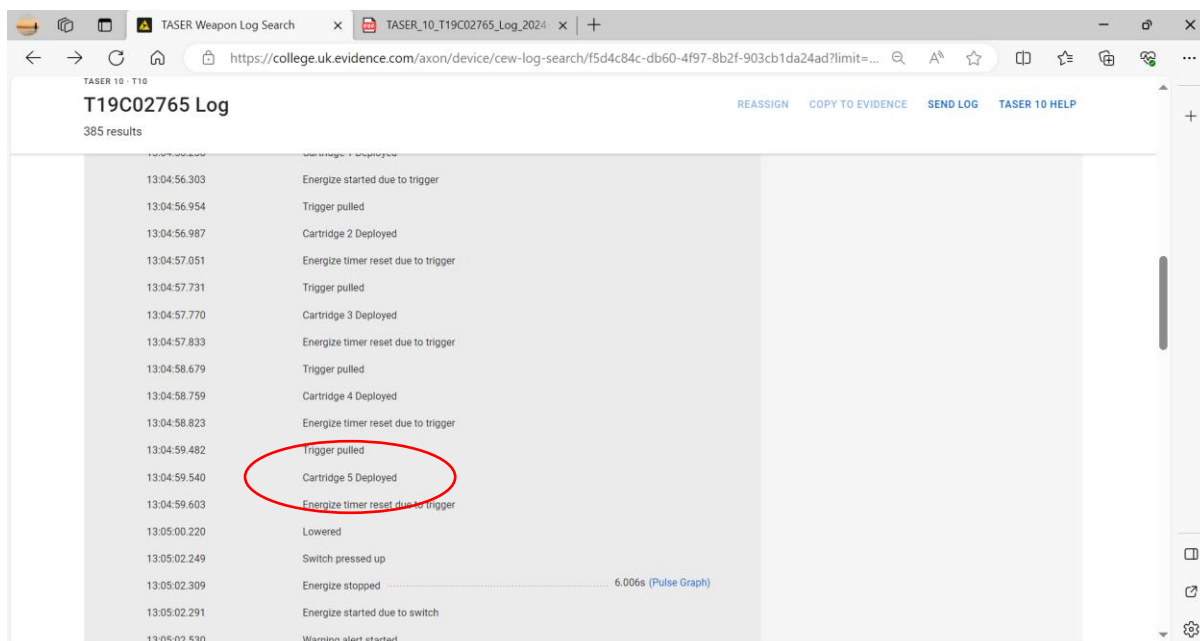 TASER Weapon Log Search
TASER_10_T19C02765_Log_2024
https://college.uk.evidence.com/axon/device/cew-log-search/f5d4c84c-db60-4f97-8b2f-903cb1da24ad?limit=...
TASER 10 - T10
T19C02765 Log
REASSIGN COPY TO EVIDENCE SEND LOG TASER 10 HELP
385 results
13:04:56.303 Energize started due to trigger
13:04:56.954 Trigger pulled
13:04:56.987 Cartridge 2 Deployed
13:04:57.051 Energize timer reset due to trigger
13:04:57.731 Trigger pulled
13:04:57.770 Cartridge 3 Deployed
13:04:57.833 Energize timer reset due to trigger
13:04:58.679 Trigger pulled
13:04:58.759 Cartridge 4 Deployed
13:04:58.823 Energize timer reset due to trigger
13:04:59.482 Trigger pulled
13:04:59.540 Cartridge 5 Deployed
13:04:59.603 Energize timer reset due to trigger
13:05:00.220 Lowered
13:05:02.249 Switch pressed up
13:05:02.309 Energize stopped 6.006s (Pulse Graph)
13:05:02.291 Energize started due to switch
13:05:02.530 Warning alert started